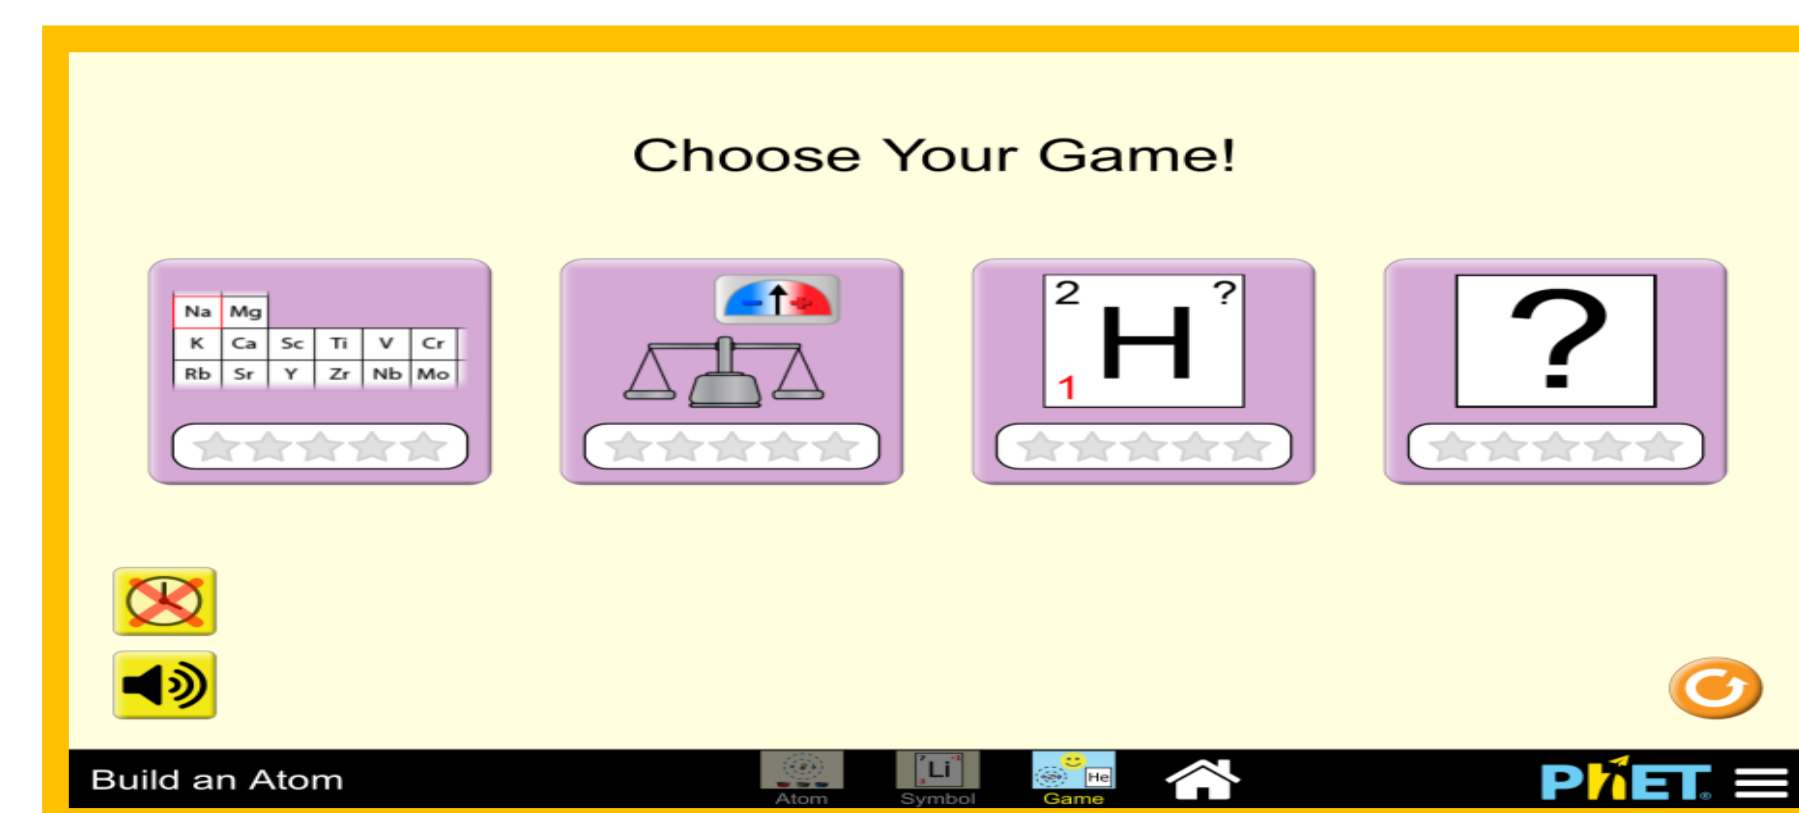 Choose Your Game!
Na Mg
K Ca Sc Ti V Cr
Rb Sr Y Zr Nb Mo
- +
2 ?
H
1
?
Build an Atom
Atom
Li
Symbol
He
Game
PhET®